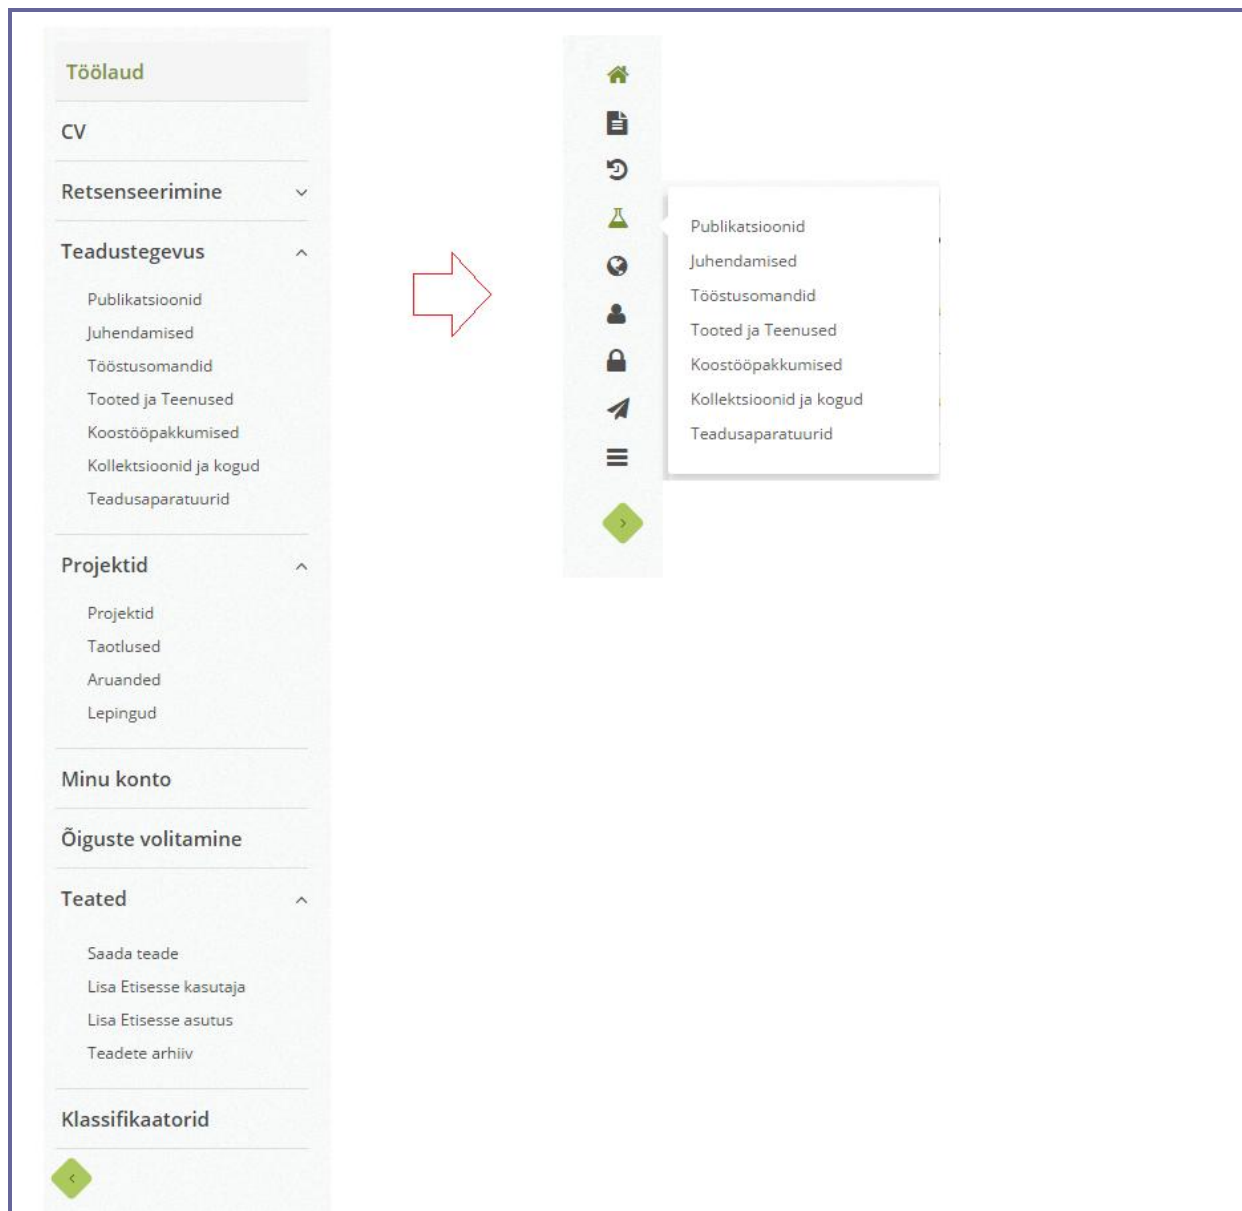 Töölaud
CV
Retsenseerimine
Teadustegevus
Publikatsioonid
Juhendamised
Tööstusomandid
Tooted ja Teenused
Koostööpakkumised
Kollektsioonid ja kogud
Teadusaparatuurid
Projektid
Projektid
Taotlused
Aruanded
Lepingud
Minu konto
Õiguste volitamine
Teated
Saada teade
Lisa Etisesse kasutaja
Lisa Etisesse asutus
Teadete arhiiv
Klassifikaatorid
Publikatsioonid
Juhendamised
Tööstusomandid
Tooted ja Teenused
Koostööpakkumised
Kollektsioonid ja kogud
Teadusaparatuurid